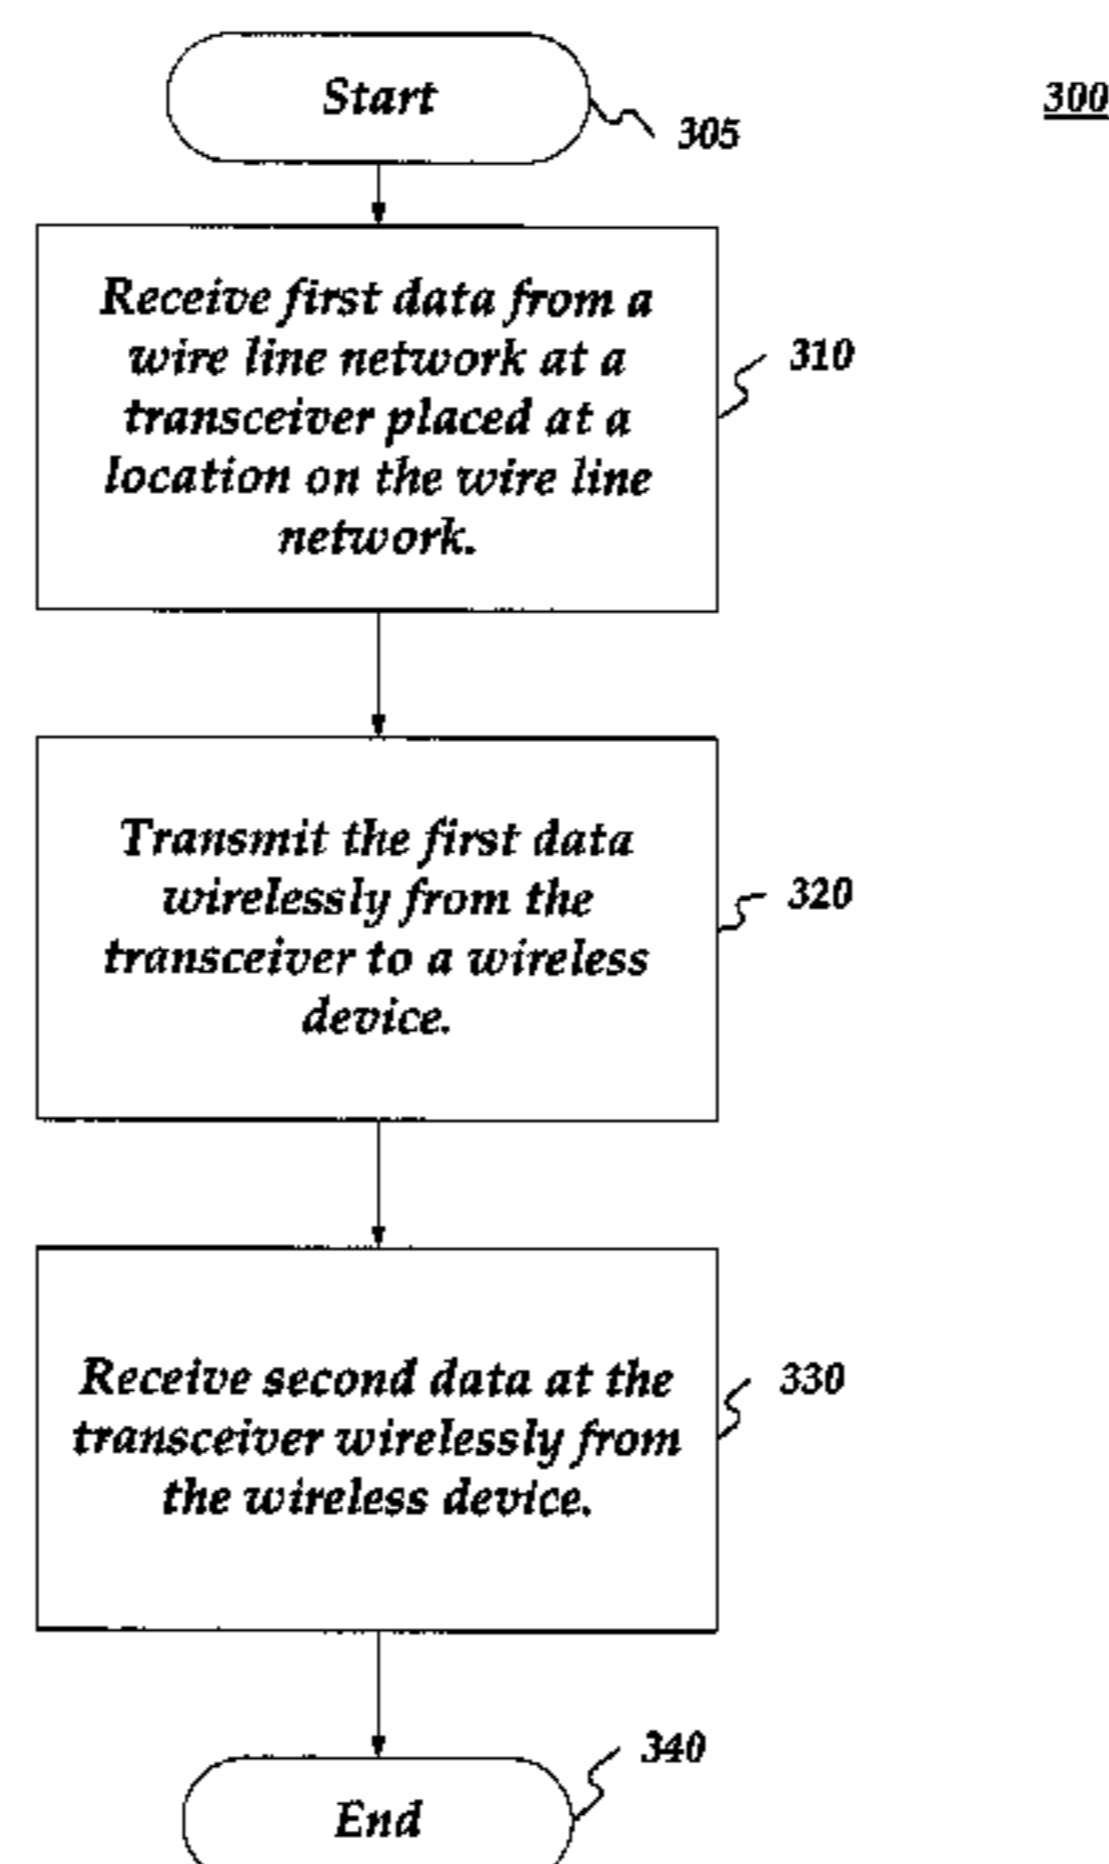 Start
300
305
Receive first data from a
wire line network at a
transceiver placed at a
location on the wire line
network.
310
Transmit the first data
wirelessly from the
transceiver to a wireless
device.
320
Receive second data at the
transceiver wirelessly from
the wireless device.
330
340
End